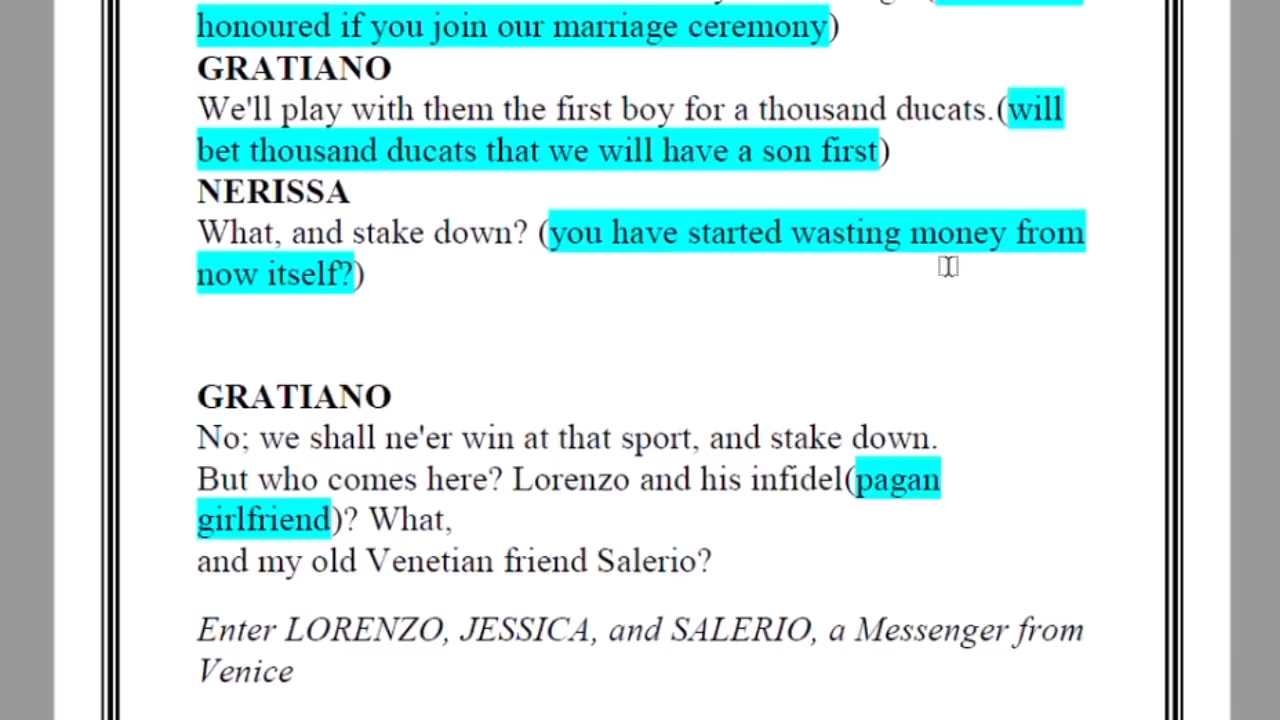 honoured if you join our marriage ceremony)
GRATIANO
We'll play with them the first boy for a thousand ducats.(will
bet thousand ducats that we will have a son first)
NERISSA
What, and stake down? (you have started wasting money from
now itself?)
GRATIANO
No; we shall ne'er win at that sport, and stake down.
But who comes here? Lorenzo and his infidel(pagan
girlfriend)? What,
and my old Venetian friend Salerio?
Enter LORENZO, JESSICA, and SALERIO, a Messenger from
Venice